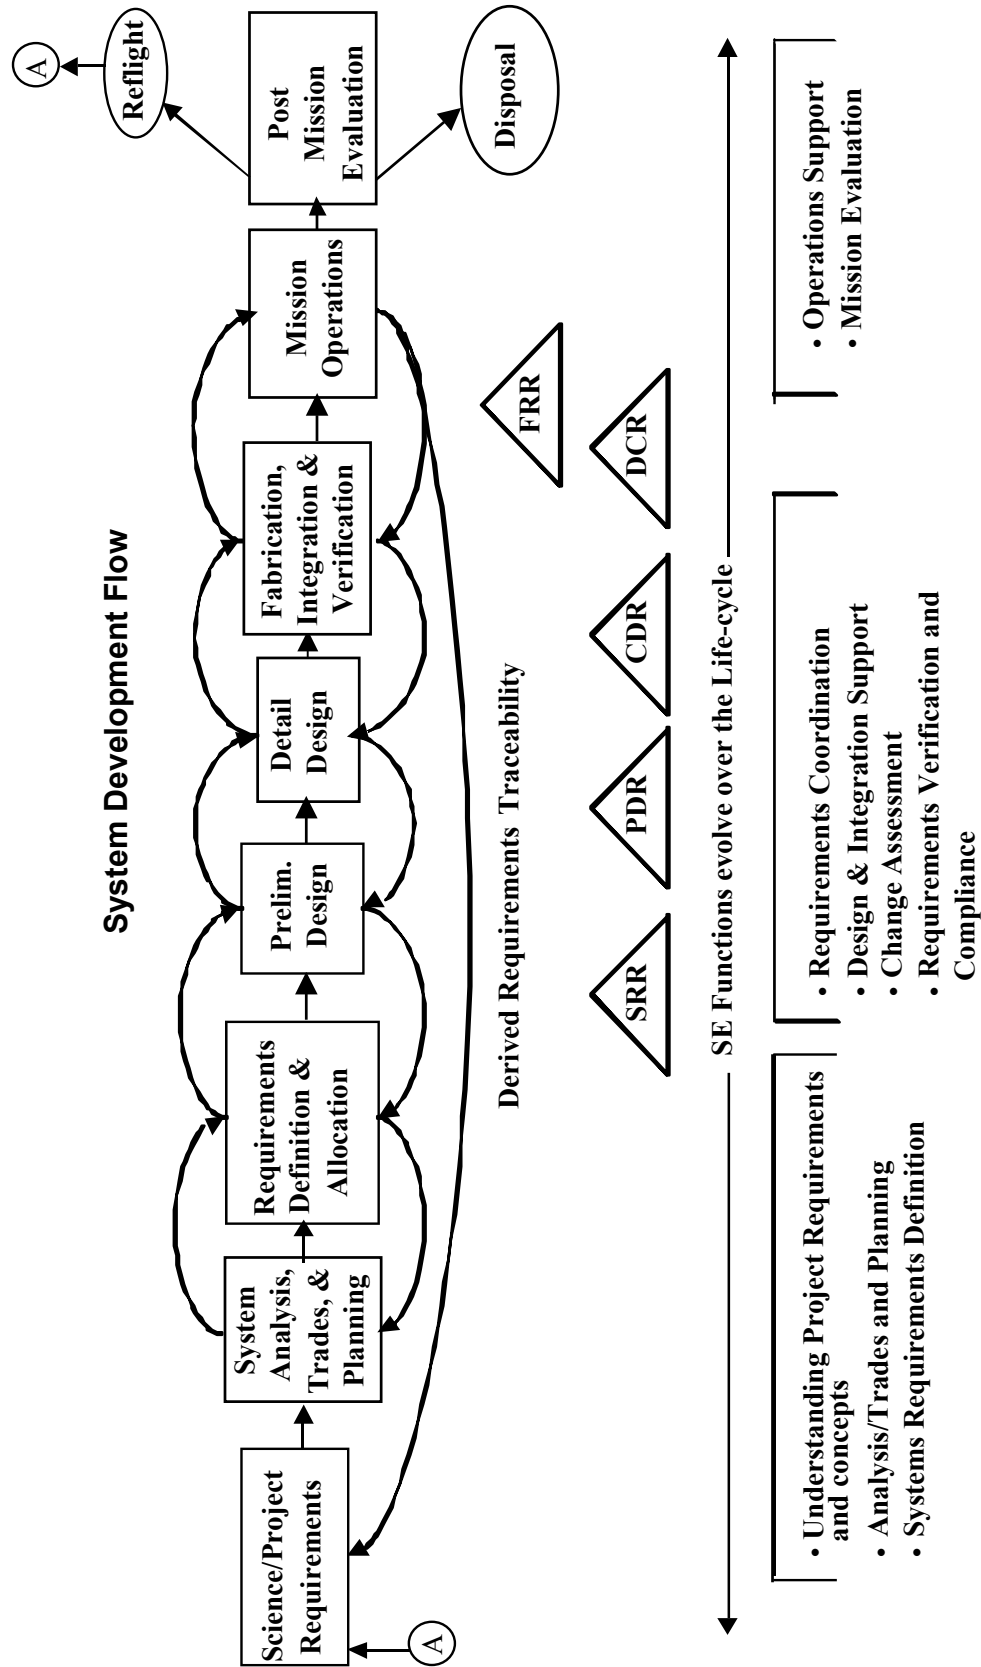 System Development Flow
A
Reflight
Science/Project
Requirements
System
Analysis,
Trades, &
Planning
Requirements
Definition &
Allocation
Prelim.
Design
Detail
Design
Fabrication,
Integration &
Verification
Mission
Operations
Post
Mission
Evaluation
A
Disposal
Derived Requirements Traceability
SRR
PDR
CDR
DCR
FRR
SE Functions evolve over the Life-cycle
• Understanding Project Requirements
and concepts
• Analysis/Trades and Planning
• Systems Requirements Definition
• Requirements Coordination
• Design & Integration Support
Change Assessment
• Requirements Verification and
Compliance
• Operations Support
• Mission Evaluation